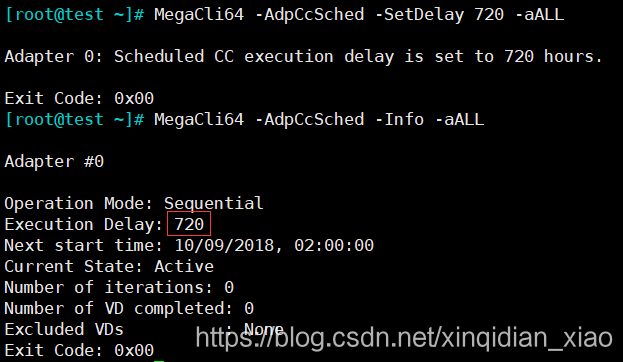 [root@test ~]# MegaCli64 -AdpCcSched -SetDelay 720 -aALL
Adapter 0: Scheduled CC execution delay is set to 720 hours.
Exit Code: 0x00
[root@test ~]# MegaCli64 -AdpCcSched -Info -aALL
Adapter #0
Operation Mode: Sequential
Execution Delay: 720
Next start time: 10/09/2018, 02:00:00
Current State: Active
Number of iterations: 0
Number of VD completed: 0
Excluded VDs          : None
Exit Code: 0x00
https://blog.csdn.net/xinqidian_xiao